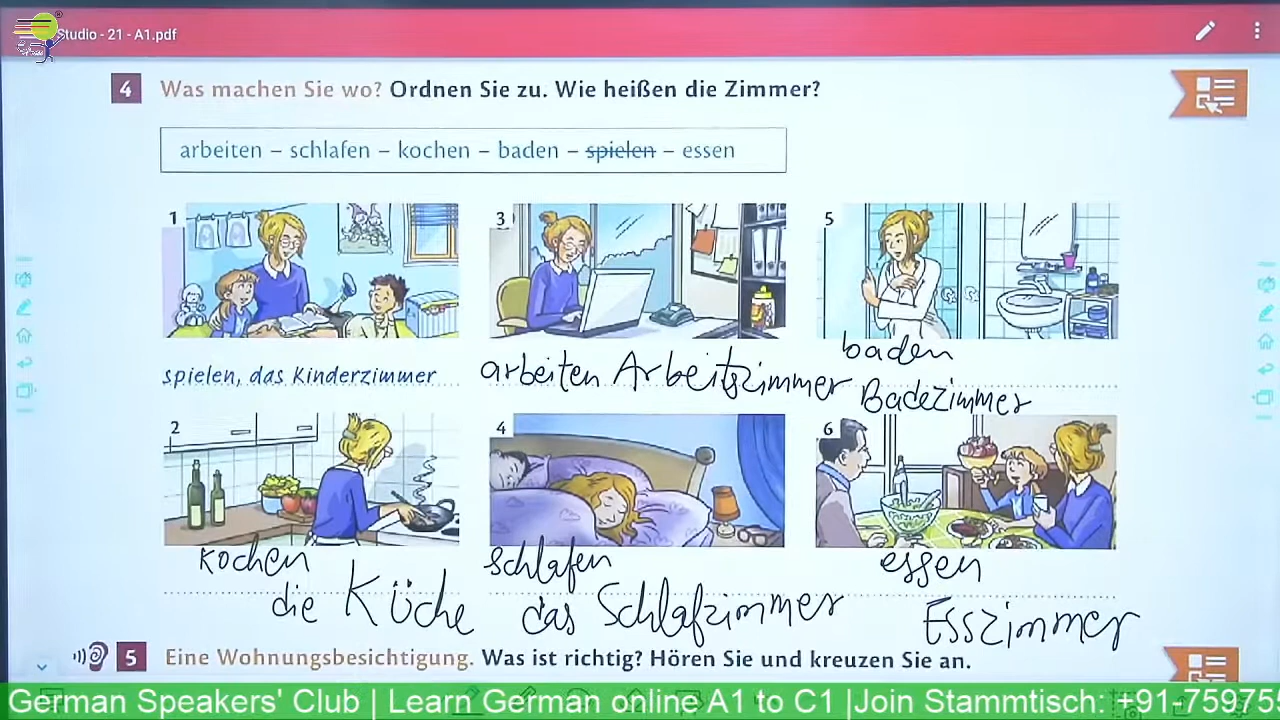 Studio - 21 - A1.pdf
4 Was machen Sie wo? Ordnen Sie zu. Wie heißen die Zimmer?
arbeiten – schlafen – kochen – baden – spielen – essen
1
3
5
spielen, das Kinderzimmer
arbeiten Arbeitszimmer
baden
Badezimmer
2
4
6
kochen
die Küche
schlafen
das Schlafzimmer
essen
Esszimmer
5 Eine Wohnungsbesichtigung. Was ist richtig? Hören Sie und kreuzen Sie an.
German Speakers' Club | Learn German online A1 to C1 |Join Stammtisch: +91-759755